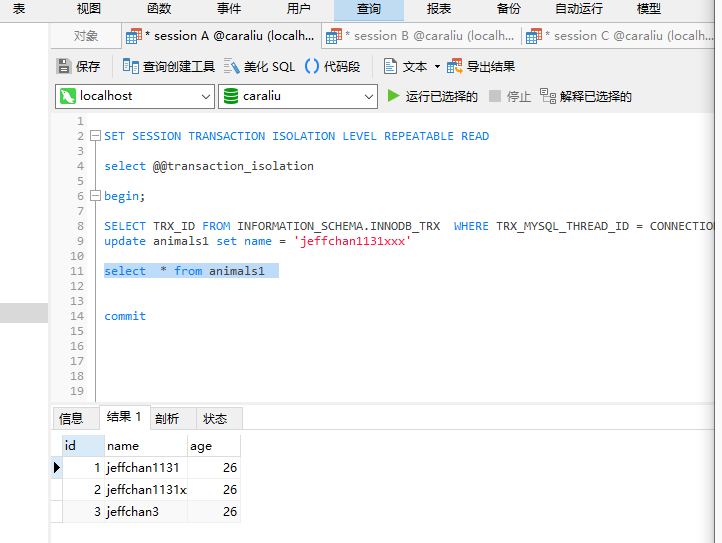 表 视图 函数 事件 用户 查询 报表 备份 自动运行 模型
对象 * session A @caraliu (localh... * session B @caraliu (localh... * session C @caraliu (localh...
保存 查询创建工具 美化 SQL () 代码段 文本 导出结果
localhost caraliu 运行已选择的 停止 解释已选择的
1
2 SET SESSION TRANSACTION ISOLATION LEVEL REPEATABLE READ
3
4 select @@transaction_isolation
5
6 begin;
7
8 SELECT TRX_ID FROM INFORMATION_SCHEMA.INNODB_TRX  WHERE TRX_MYSQL_THREAD_ID = CONNECTION
9 update animals1 set name = 'jeffchan1131xxx'
10
11 select  * from animals1
12
13
14 commit
15
16
17
18
19
信息 结果 1 剖析 状态
id name age
1 jeffchan1131 26
2 jeffchan1131x 26
3 jeffchan3 26